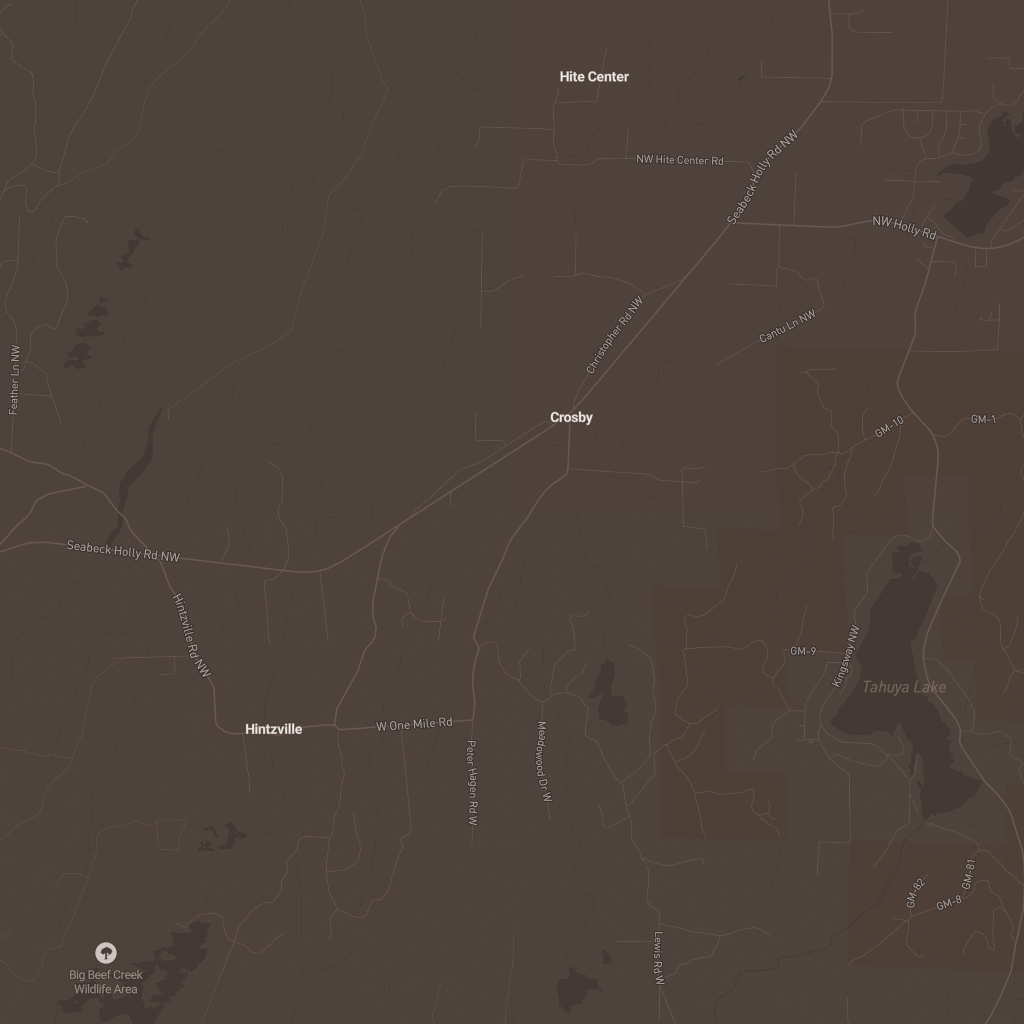 Hite Center
Seabeck Holly Rd NW
NW Hite Center Rd
NW Holly Rd
Christopher Rd NW
Cantu Ln NW
Feather Ln NW
Crosby
GM-10
GM-1
Seabeck Holly Rd NW
Hintzville Rd NW
GM-9
Kingsway NW
Tahuya Lake
Hintzville
W One Mile Rd
Peter Hagen Rd W
Meadowood Dr W
GM-82
GM-81
GM-8
Lewis Rd W
Big Beef Creek
Wildlife Area